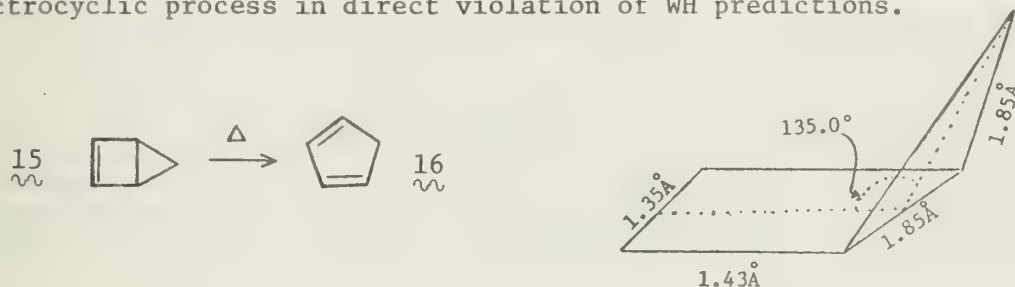 etrocyclic process in direct violation of WH predictions.
15
Δ
16
135.0°
1.35Å
1.43Å
1.85Å
1.85Å